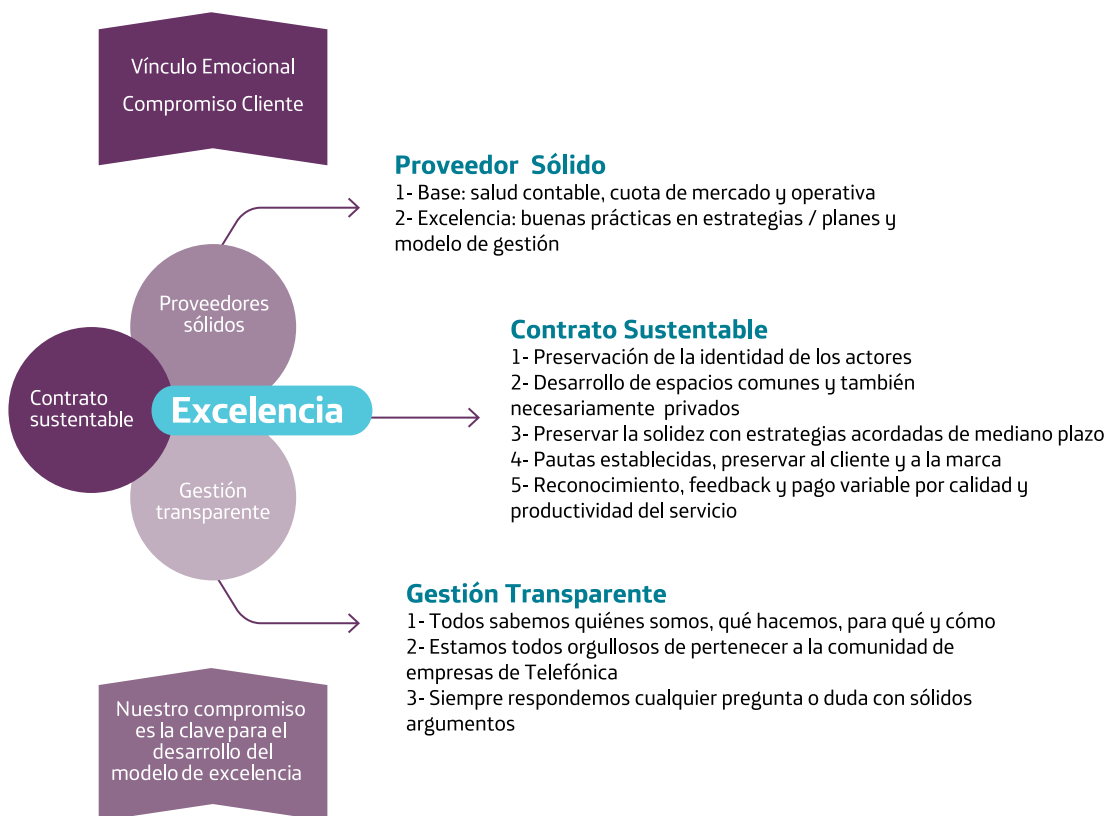 Vínculo Emocional
Compromiso Cliente
Proveedor Sólido
1- Base: salud contable, cuota de mercado y operativa
2- Excelencia: buenas prácticas en estrategias / planes y
modelo de gestión
Proveedores
sólidos
Contrato
sustentable
Excelencia
Gestión
transparente
Contrato Sustentable
1- Preservación de la identidad de los actores
2- Desarrollo de espacios comunes y también
necesariamente privados
3- Preservar la solidez con estrategias acordadas de mediano plazo
4- Pautas establecidas, preservar al cliente y a la marca
5- Reconocimiento, feedback y pago variable por calidad y
productividad del servicio
Gestión Transparente
1- Todos sabemos quiénes somos, qué hacemos, para qué y cómo
2- Estamos todos orgullosos de pertenecer a la comunidad de
empresas de Telefónica
3- Siempre respondemos cualquier pregunta o duda con sólidos
argumentos
Nuestro compromiso
es la clave para el
desarrollo del
modelo de excelencia